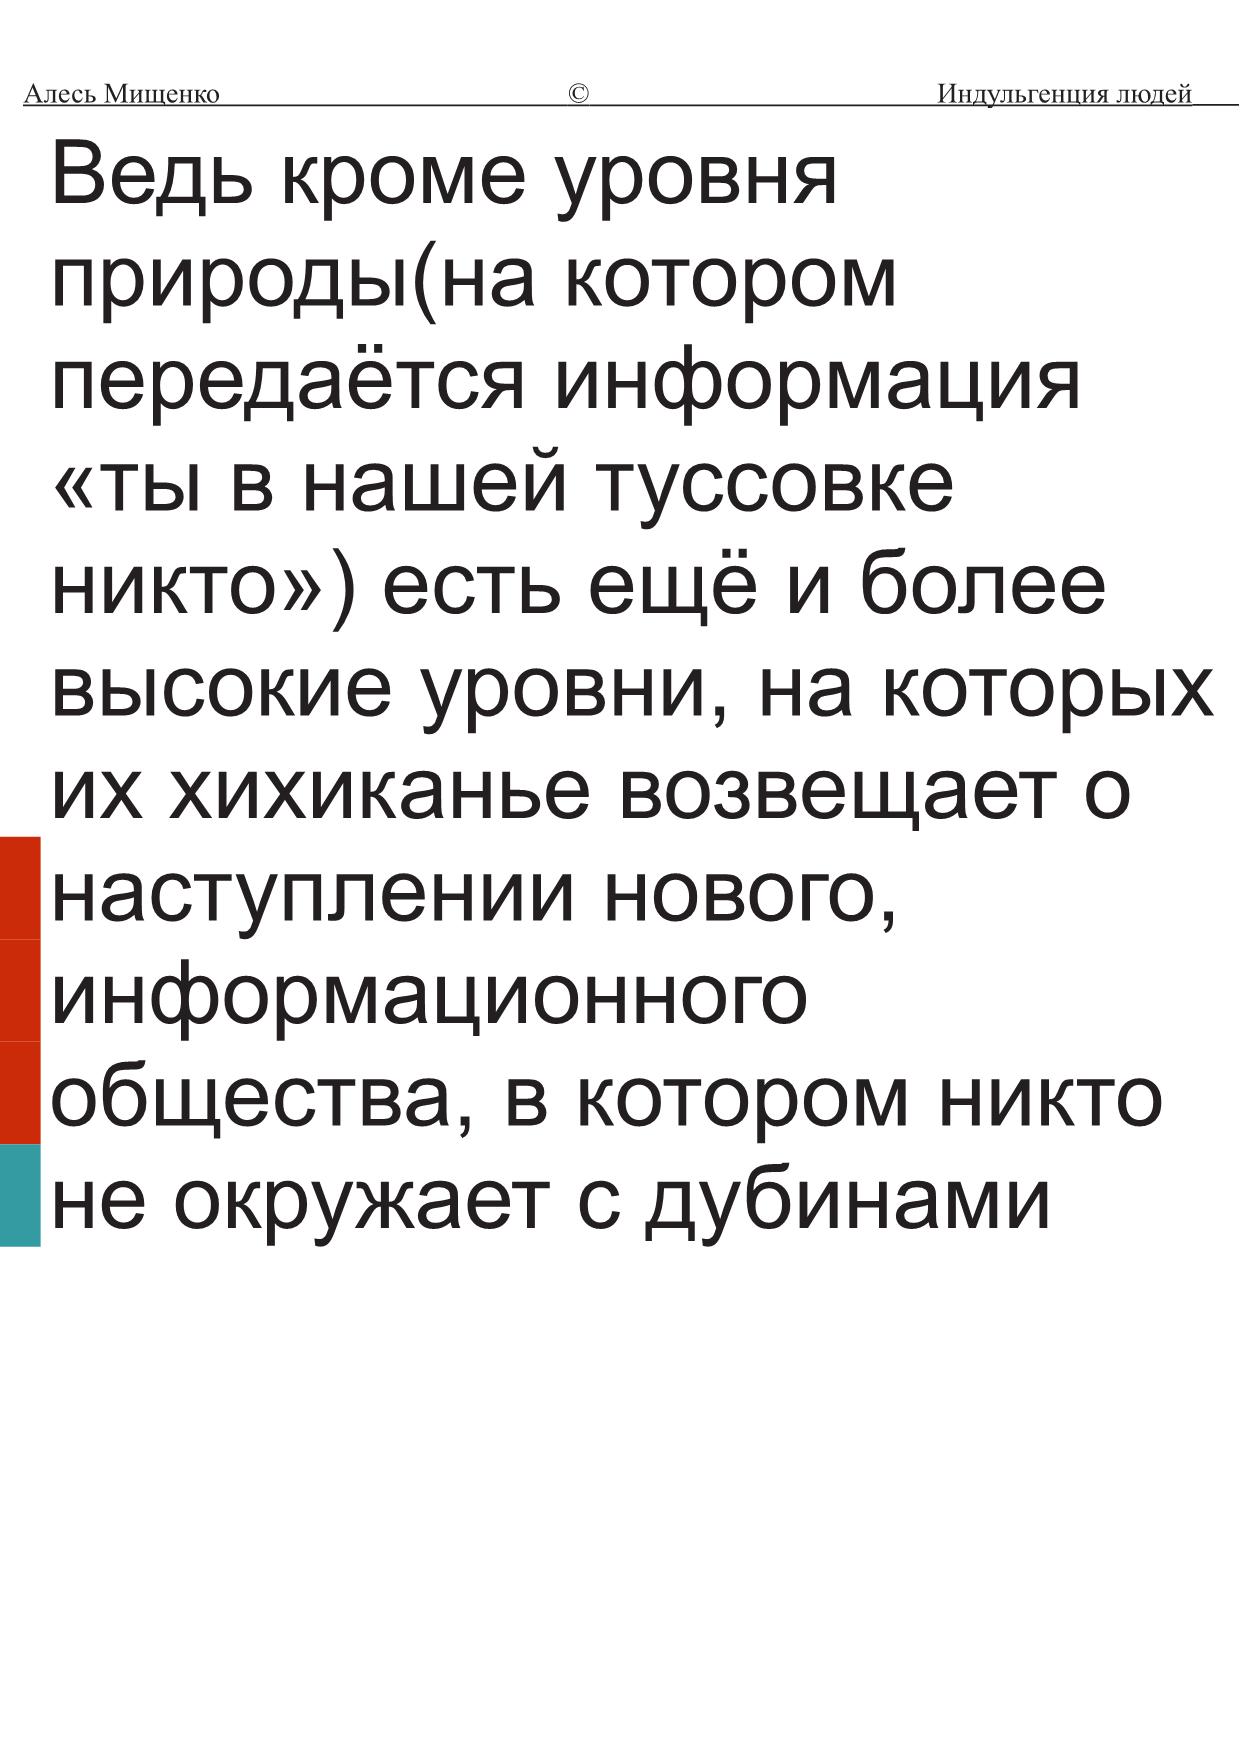 Алесь Мищенко © Индульгенция людей
Ведь кроме уровня
природы(на котором
передаётся информация
«ты в нашей туссовке
никто») есть ещё и более
высокие уровни, на которых
их хихиканье возвещает о
наступлении нового,
информационного
общества, в котором никто
не окружает с дубинами